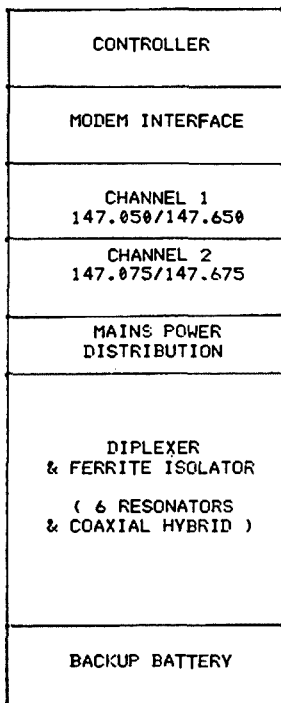 CONTROLLER
MODEM INTERFACE
CHANNEL 1
147.050/147.650
CHANNEL 2
147.075/147.675
MAINS POWER
DISTRIBUTION
DIPLEXER
& FERRITE ISOLATOR
( 6 RESONATORS
& COAXIAL HYBRID )
BACKUP BATTERY